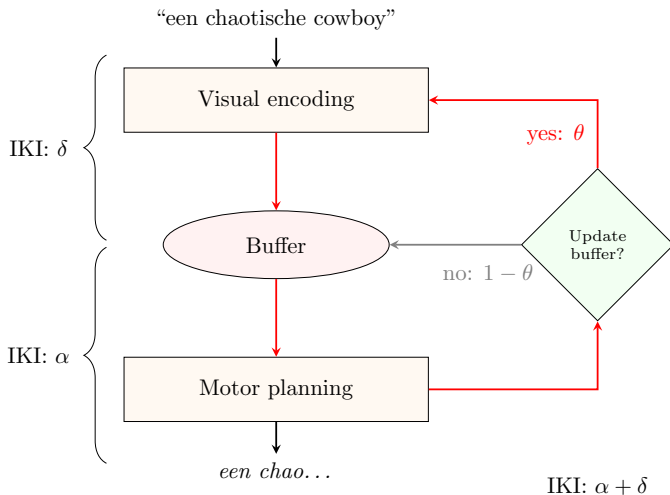 “een chaotische cowboy”
Visual encoding
yes: θ
IKI: δ
Update
buffer?
Buffer
no: 1 − θ
IKI: α
Motor planning
een chao…
IKI: α + δ